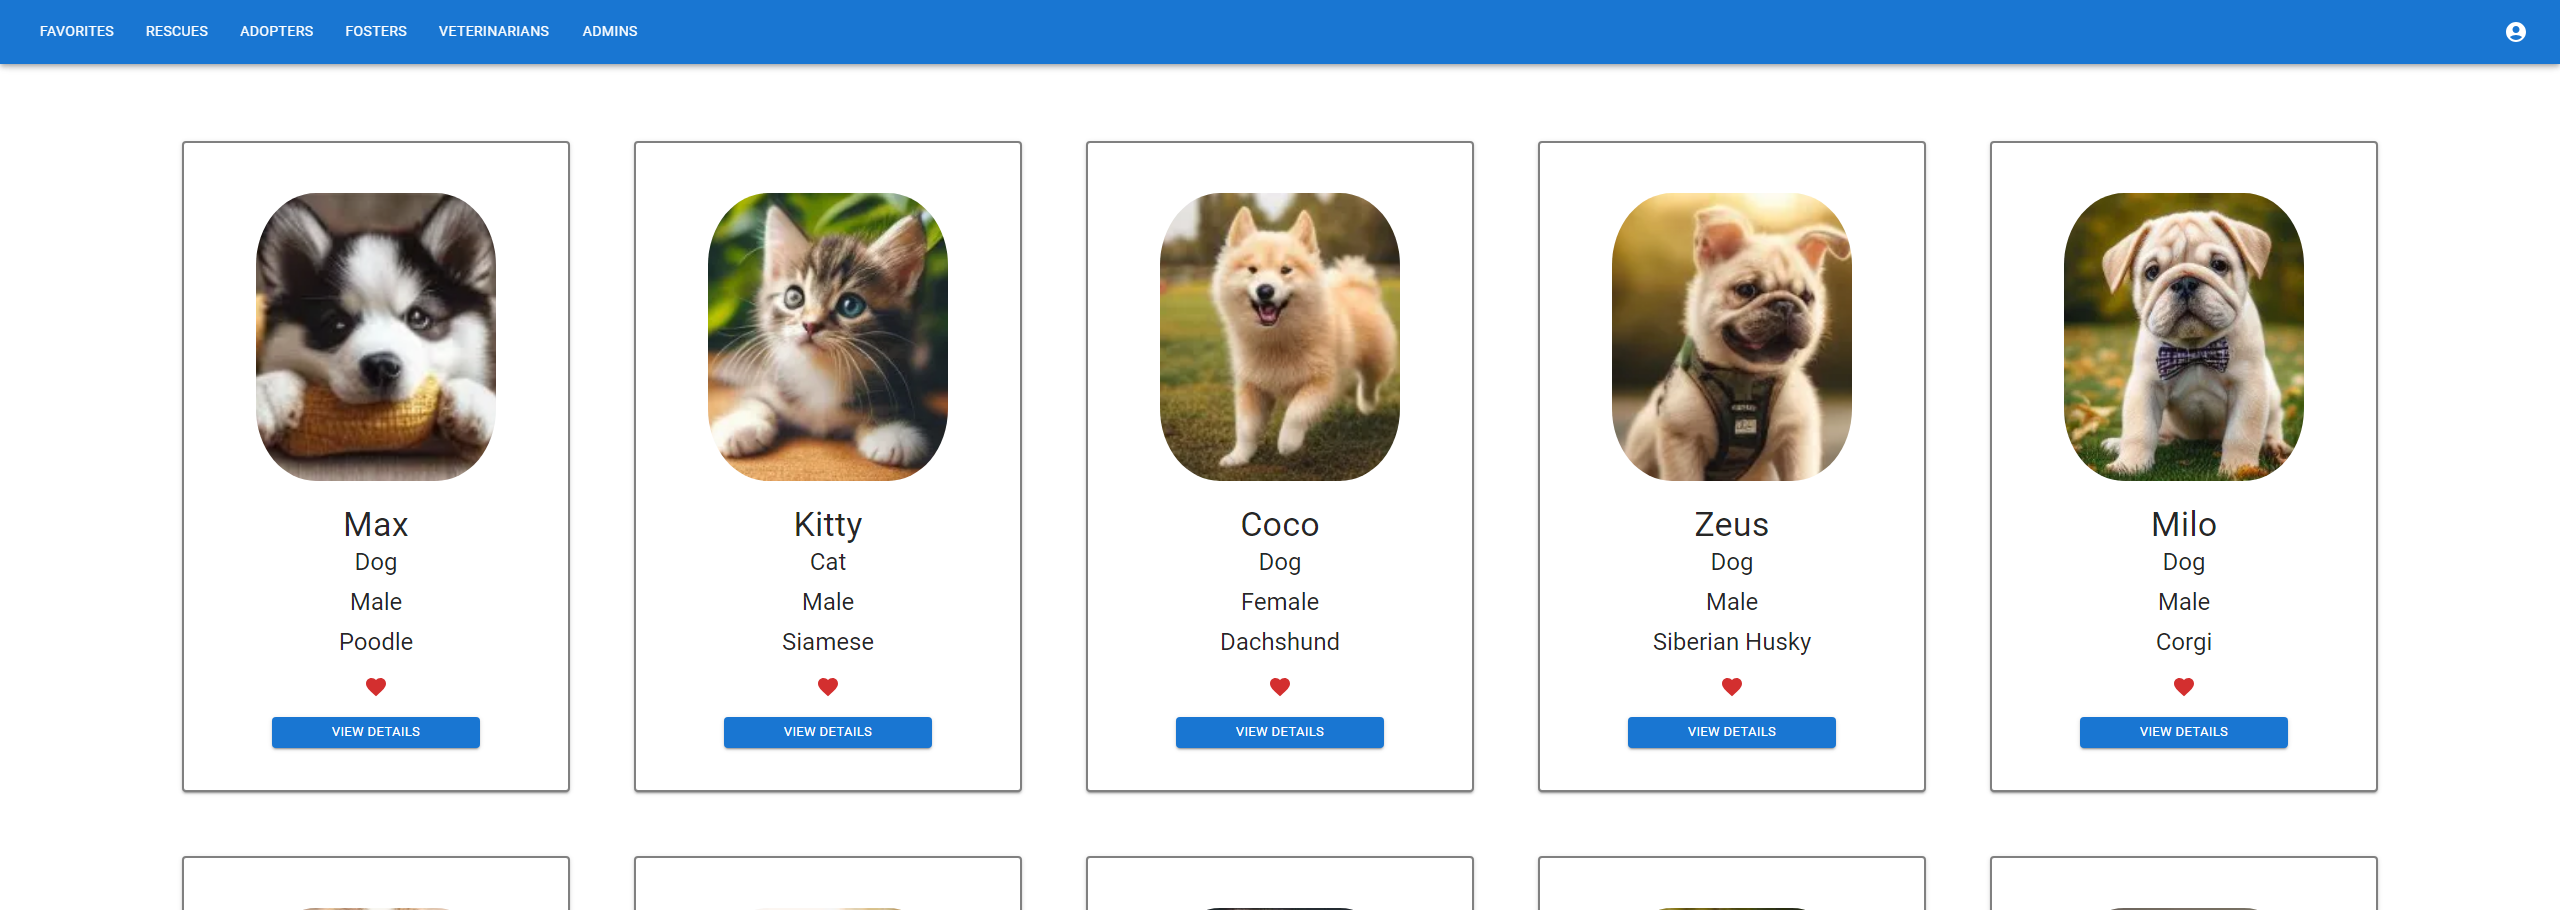 FAVORITES RESCUES ADOPTERS FOSTERS VETERINARIANS ADMINS
Max
Dog
Male
Poodle
VIEW DETAILS
Kitty
Cat
Male
Siamese
VIEW DETAILS
Coco
Dog
Female
Dachshund
VIEW DETAILS
Zeus
Dog
Male
Siberian Husky
VIEW DETAILS
Milo
Dog
Male
Corgi
VIEW DETAILS